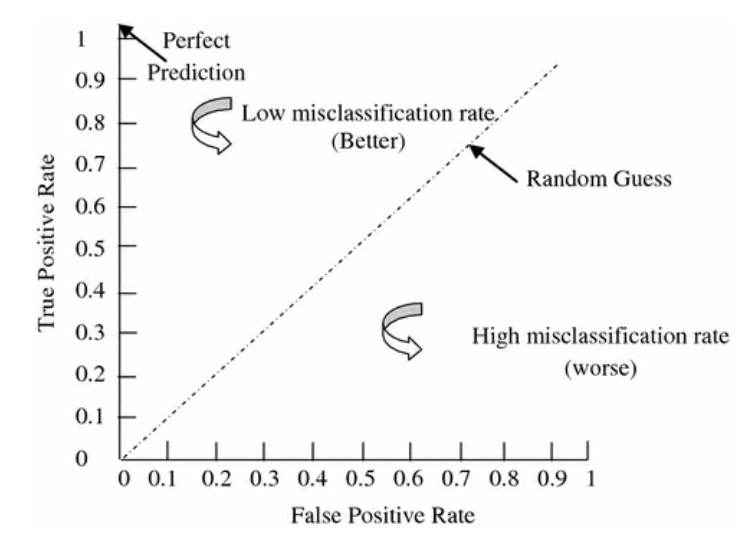 1
Perfect
Prediction
0.9
Low misclassification rate
(Better)
0.8
0.7
Random Guess
0.6
0.5
0.4
0.3
High misclassification rate
(worse)
0.2
0.1
0
True Positive Rate
0 0.1 0.2 0.3 0.4 0.5 0.6 0.7 0.8 0.9 1
False Positive Rate